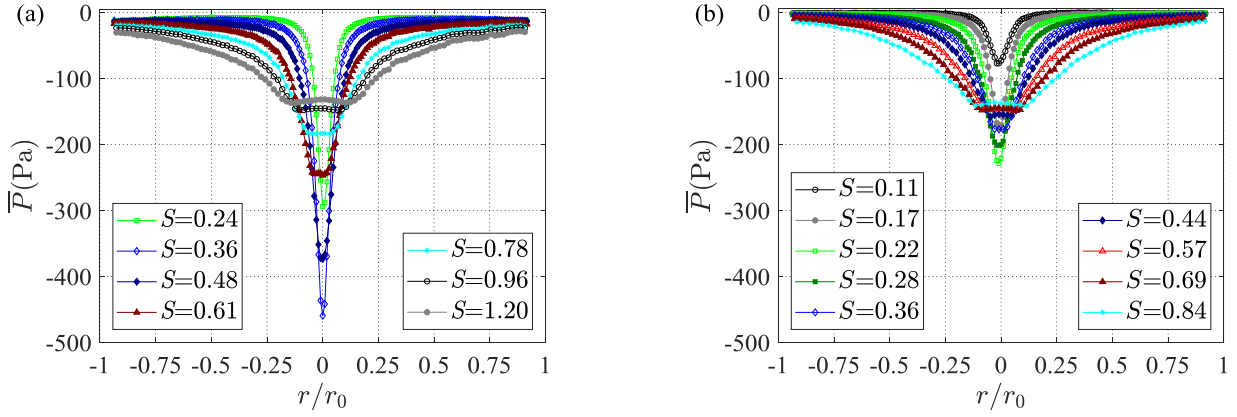 (a)
0
-100
-200
-300
-400
-500
P̅(Pa)
S=0.24
S=0.36
S=0.48
S=0.61
S=0.78
S=0.96
S=1.20
-1 -0.75 -0.5 -0.25 0 0.25 0.5 0.75 1
r/r₀
(b)
0
-100
-200
-300
-400
-500
P̅(Pa)
S=0.11
S=0.17
S=0.22
S=0.28
S=0.36
S=0.44
S=0.57
S=0.69
S=0.84
-1 -0.75 -0.5 -0.25 0 0.25 0.5 0.75 1
r/r₀